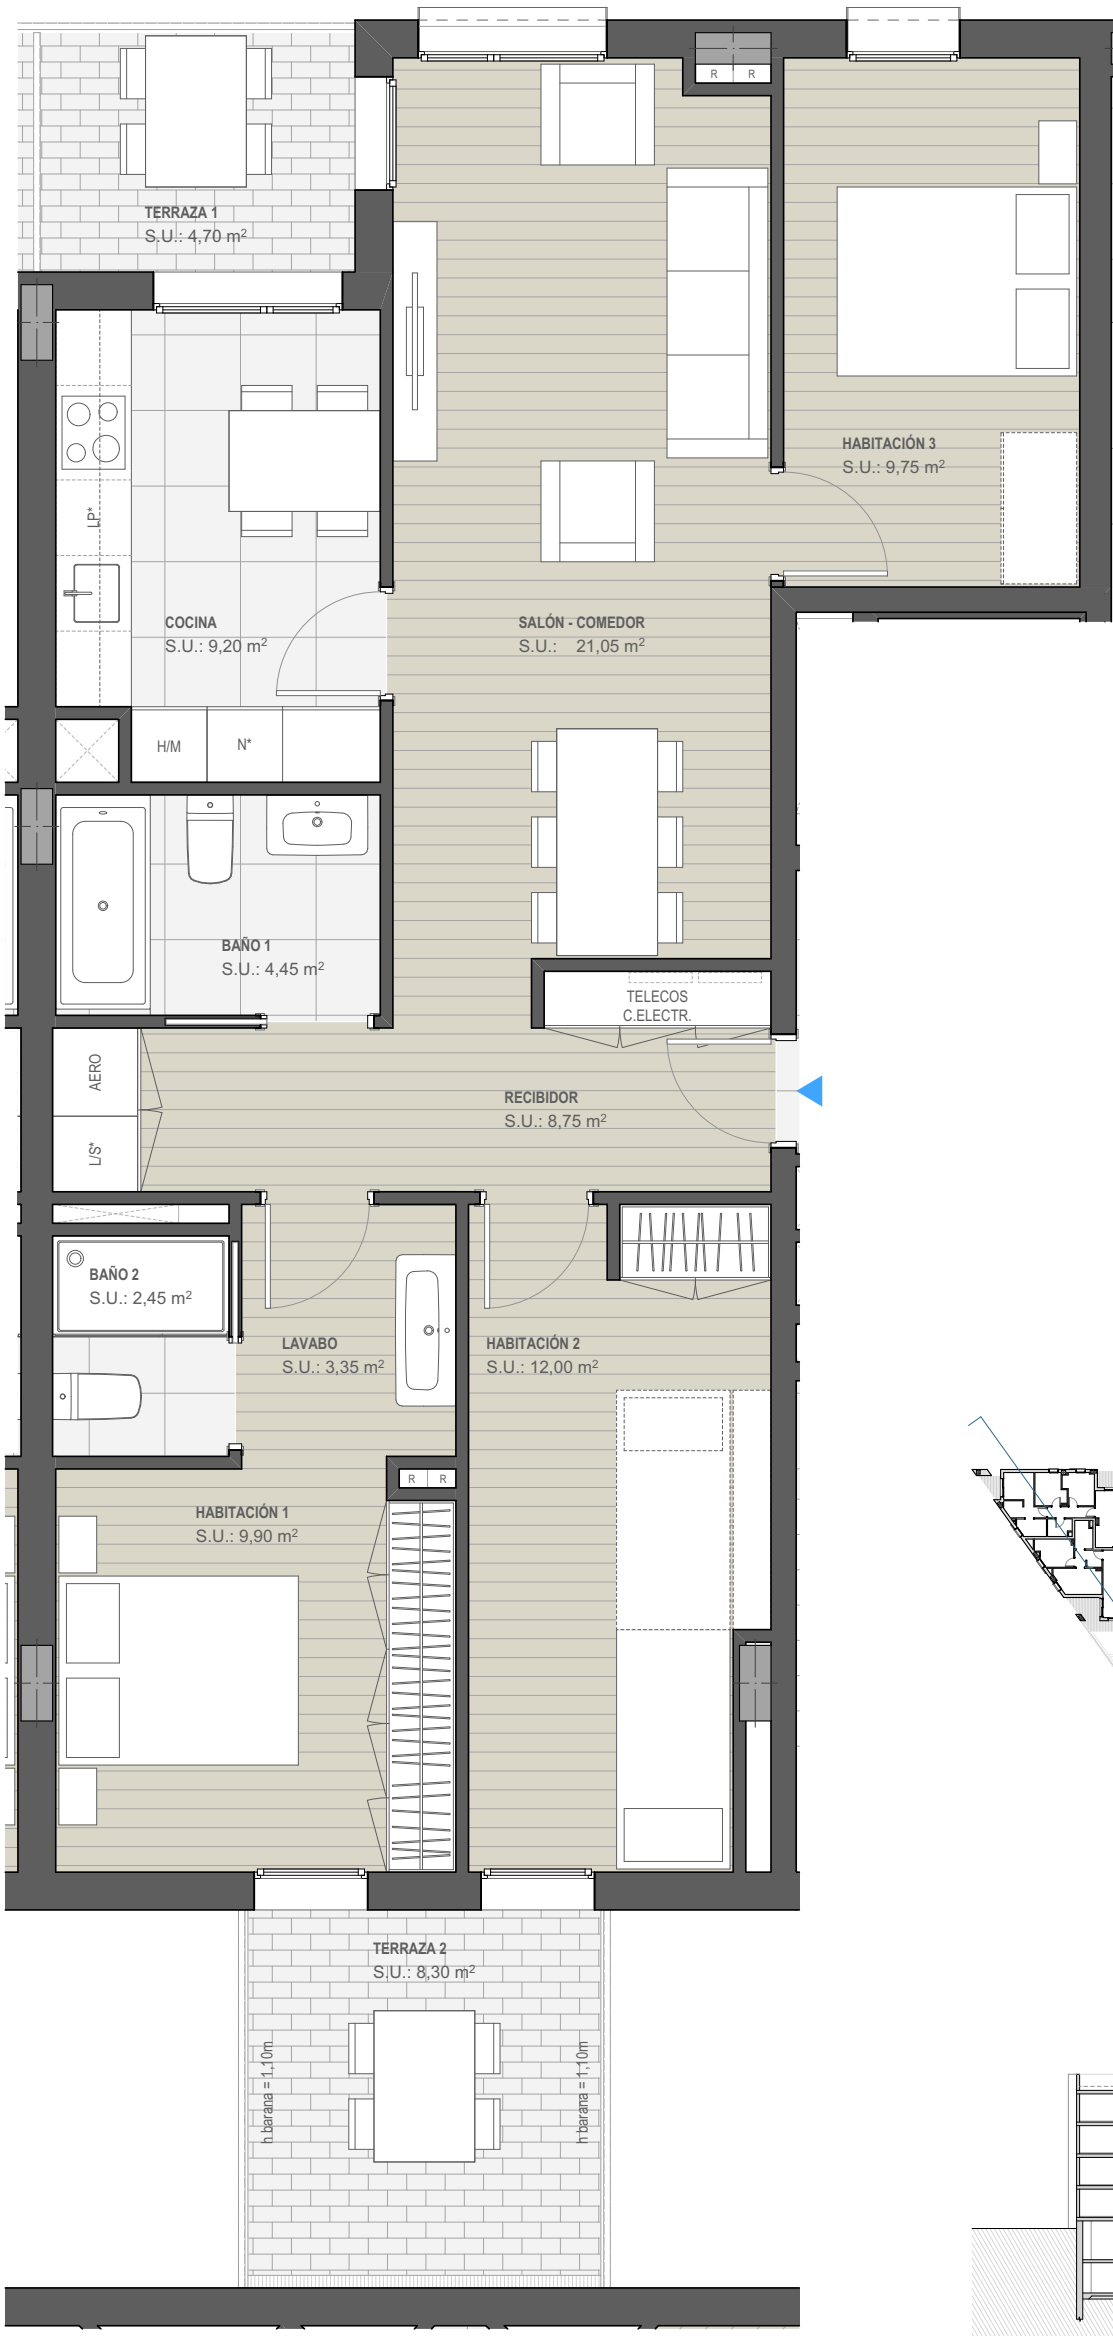 R R
TERRAZA 1
S.U.: 4,70 m²
HABITACIÓN 3
S.U.: 9,75 m²
LP*
COCINA
S.U.: 9,20 m²
SALÓN - COMEDOR
S.U.: 21,05 m²
H/M N*
BAÑO 1
S.U.: 4,45 m²
TELECOS
C.ELECTR.
AERO
RECIBIDOR
S.U.: 8,75 m²
L/S*
BAÑO 2
S.U.: 2,45 m²
LAVABO
S.U.: 3,35 m²
HABITACIÓN 2
S.U.: 12,00 m²
R R
HABITACIÓN 1
S.U.: 9,90 m²
TERRAZA 2
S.U.: 8,30 m²
h barana = 1,10m
h barana = 1,10m